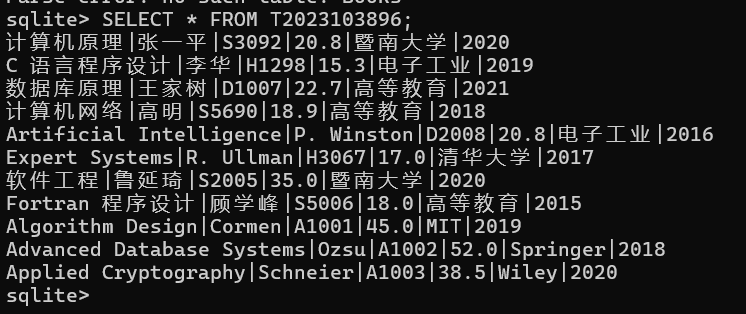 Parse error: no such table: BOOKS
sqlite> SELECT * FROM T2023103896;
计算机原理|张一平|S3092|20.8|暨南大学|2020
C 语言程序设计|李华|H1298|15.3|电子工业|2019
数据库原理|王家树|D1007|22.7|高等教育|2021
计算机网络|高明|S5690|18.9|高等教育|2018
Artificial Intelligence|P. Winston|D2008|20.8|电子工业|2016
Expert Systems|R. Ullman|H3067|17.0|清华大学|2017
软件工程|鲁延琦|S2005|35.0|暨南大学|2020
Fortran 程序设计|顾学峰|S5006|18.0|高等教育|2015
Algorithm Design|Cormen|A1001|45.0|MIT|2019
Advanced Database Systems|Ozsu|A1002|52.0|Springer|2018
Applied Cryptography|Schneier|A1003|38.5|Wiley|2020
sqlite>